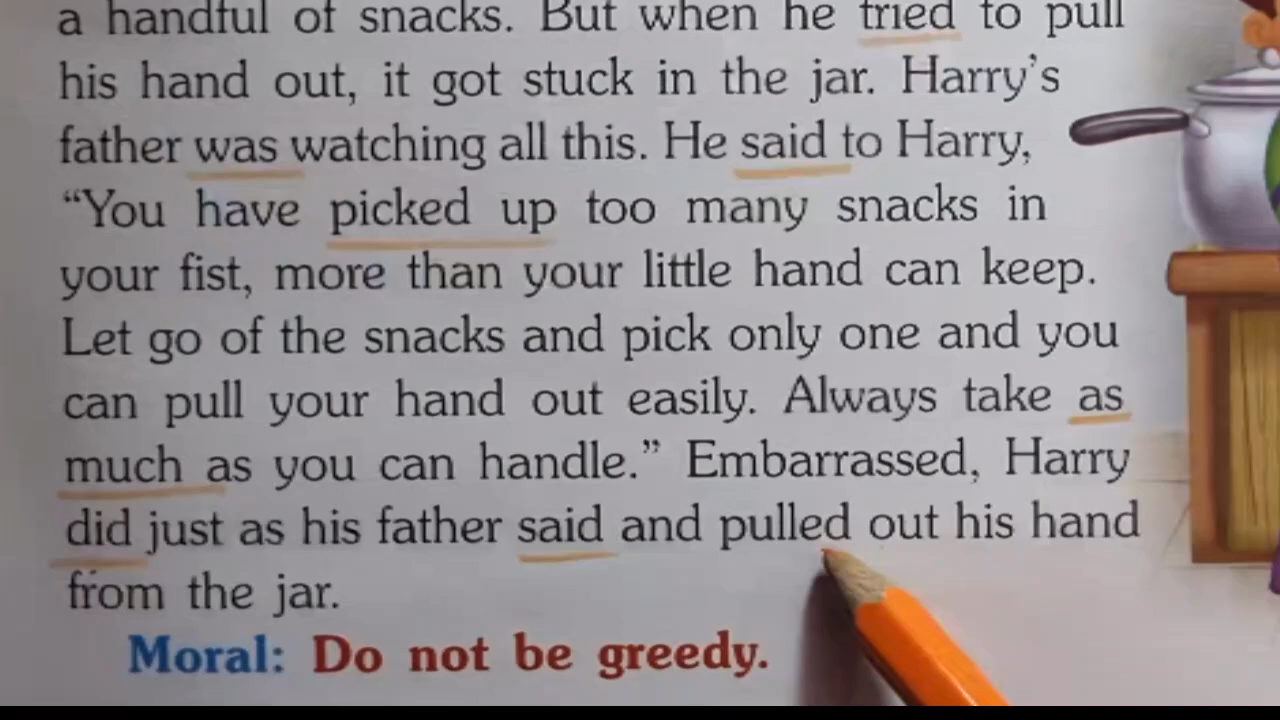 a handful of snacks. But when he tried to pull
his hand out, it got stuck in the jar. Harry's
father was watching all this. He said to Harry,
“You have picked up too many snacks in
your fist, more than your little hand can keep.
Let go of the snacks and pick only one and you
can pull your hand out easily. Always take as
much as you can handle.” Embarrassed, Harry
did just as his father said and pulled out his hand
from the jar.
Moral: Do not be greedy.